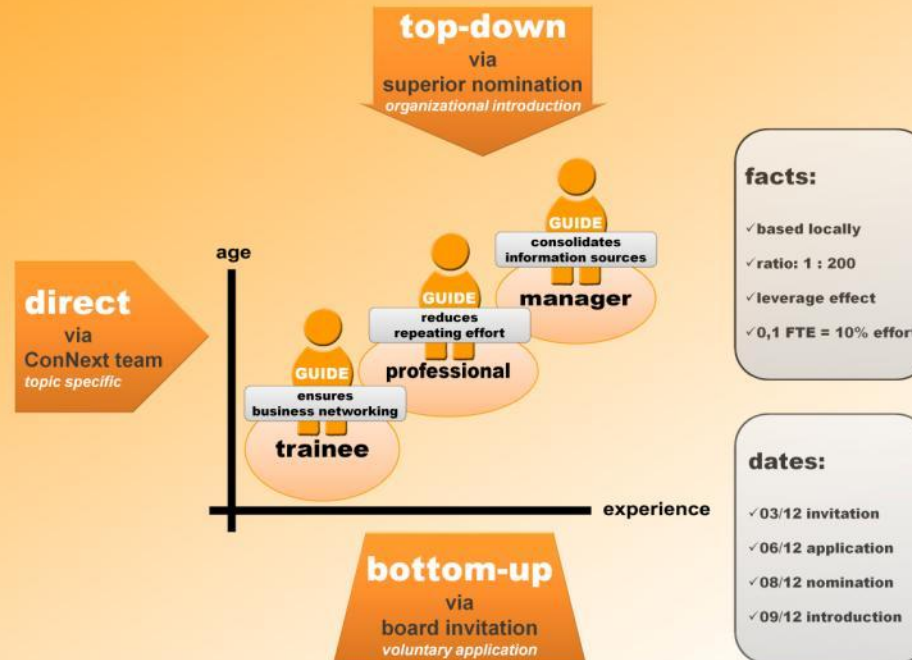 top-down
via
superior nomination
organizational introduction
direct
via
ConNext team
topic specific
age
experience
GUIDE
consolidates
information sources
manager
GUIDE
reduces
repeating effort
professional
GUIDE
ensures
business networking
trainee
bottom-up
via
board invitation
voluntary application
facts:
✓based locally
✓ratio: 1 : 200
✓leverage effect
✓0,1 FTE = 10% effort
dates:
✓03/12 invitation
✓06/12 application
✓08/12 nomination
✓09/12 introduction